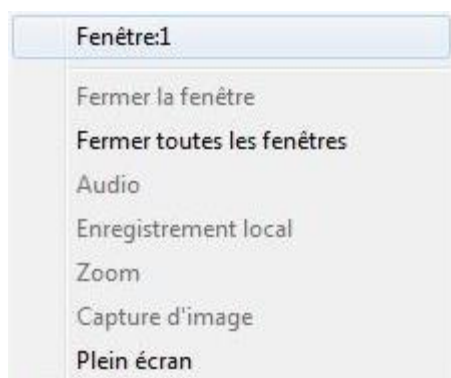 Fenêtre:1
Fermer la fenêtre
Fermer toutes les fenêtres
Audio
Enregistrement local
Zoom
Capture d'image
Plein écran